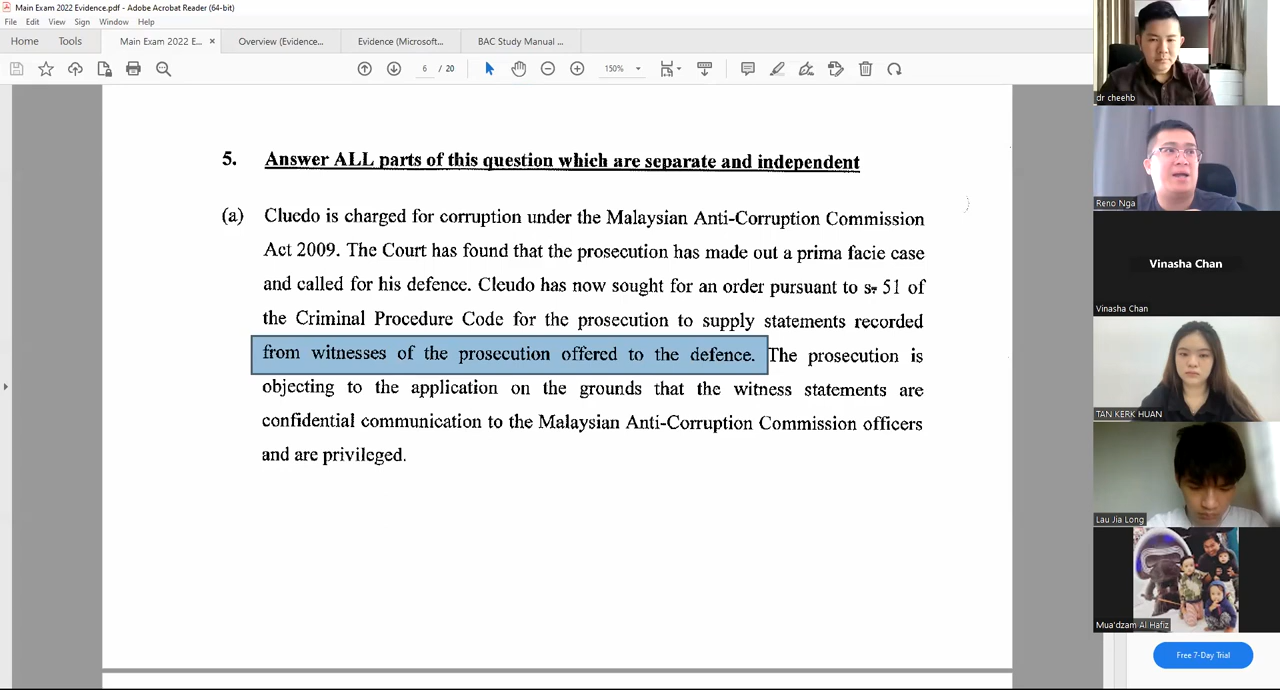 Main Exam 2022 Evidence.pdf - Adobe Acrobat Reader (64-bit)
File Edit View Sign Window Help
Home Tools Main Exam 2022 E... × Overview (Evidence... Evidence (Microsoft... BAC Study Manual ...
6 / 20 150%
5. Answer ALL parts of this question which are separate and independent
(a) Cluedo is charged for corruption under the Malaysian Anti-Corruption Commission
Act 2009. The Court has found that the prosecution has made out a prima facie case
and called for his defence. Cleudo has now sought for an order pursuant to s. 51 of
the Criminal Procedure Code for the prosecution to supply statements recorded
from witnesses of the prosecution offered to the defence. The prosecution is
objecting to the application on the grounds that the witness statements are
confidential communication to the Malaysian Anti-Corruption Commission officers
and are privileged.
dr cheehb
Reno Nga
Vinasha Chan
Vinasha Chan
TAN KERK HUAN
Lau Jia Long
Mua'dzam Al Hafiz
Free 7-Day Trial